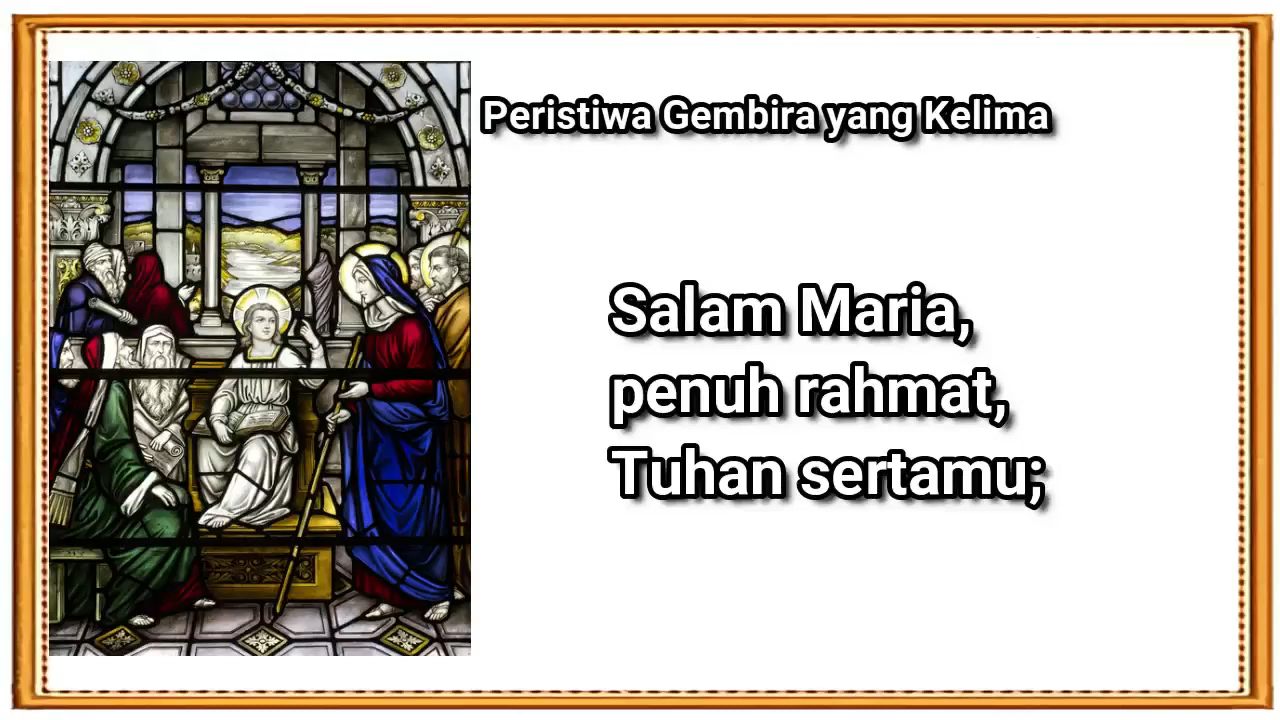 Peristiwa Gembira yang Kelima
Salam Maria,
penuh rahmat,
Tuhan sertamu;